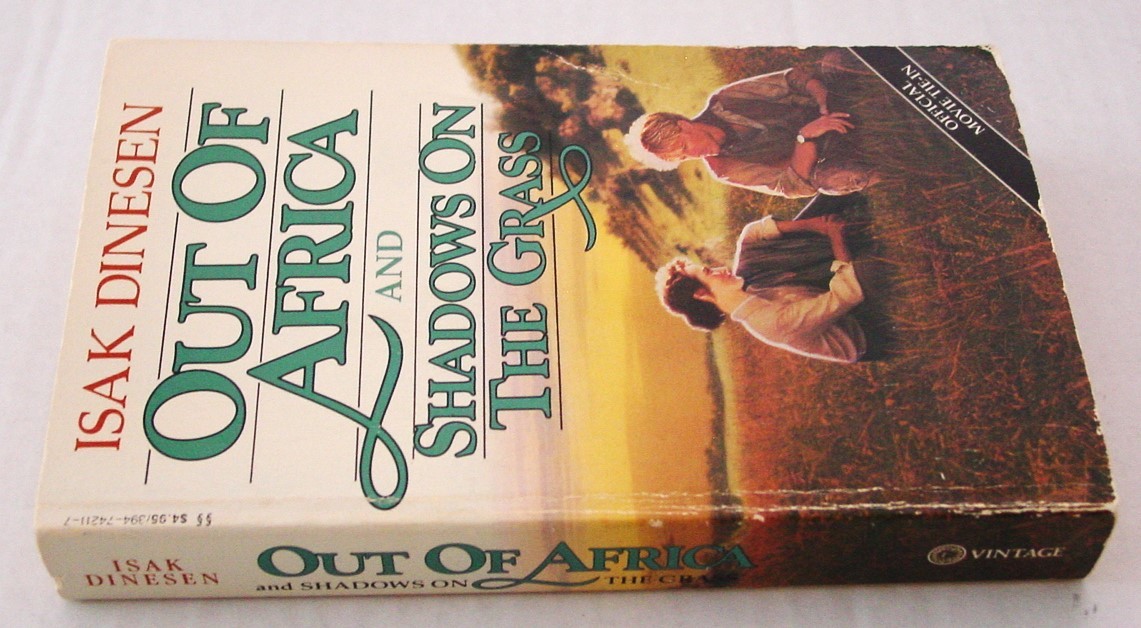 ISAK DINESEN
OUT OF
AFRICA
AND
SHADOWS ON
THE GRASS
OFFICIAL
MOVIE TIE-IN
§§ $4.95/394-74211-7
ISAK
DINESEN
OUT OF AFRICA
and SHADOWS ON THE GRASS
VINTAGE